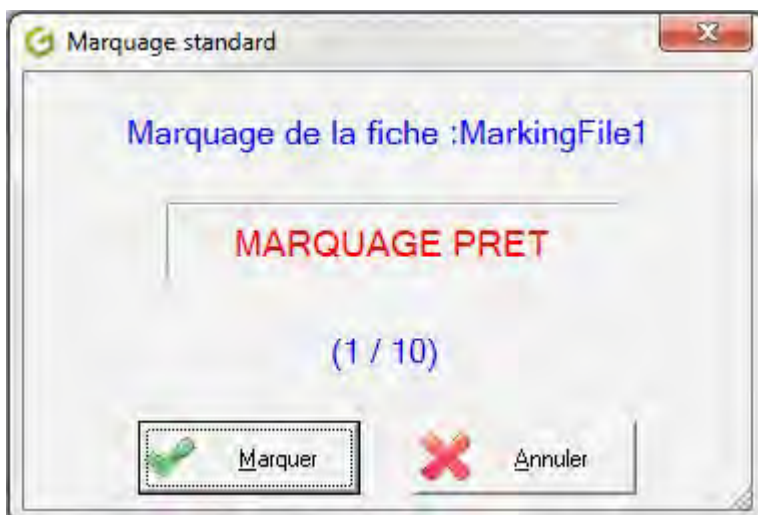 Marquage standard
Marquage de la fiche :MarkingFile1
MARQUAGE PRET
(1 / 10)
Marquer Annuler